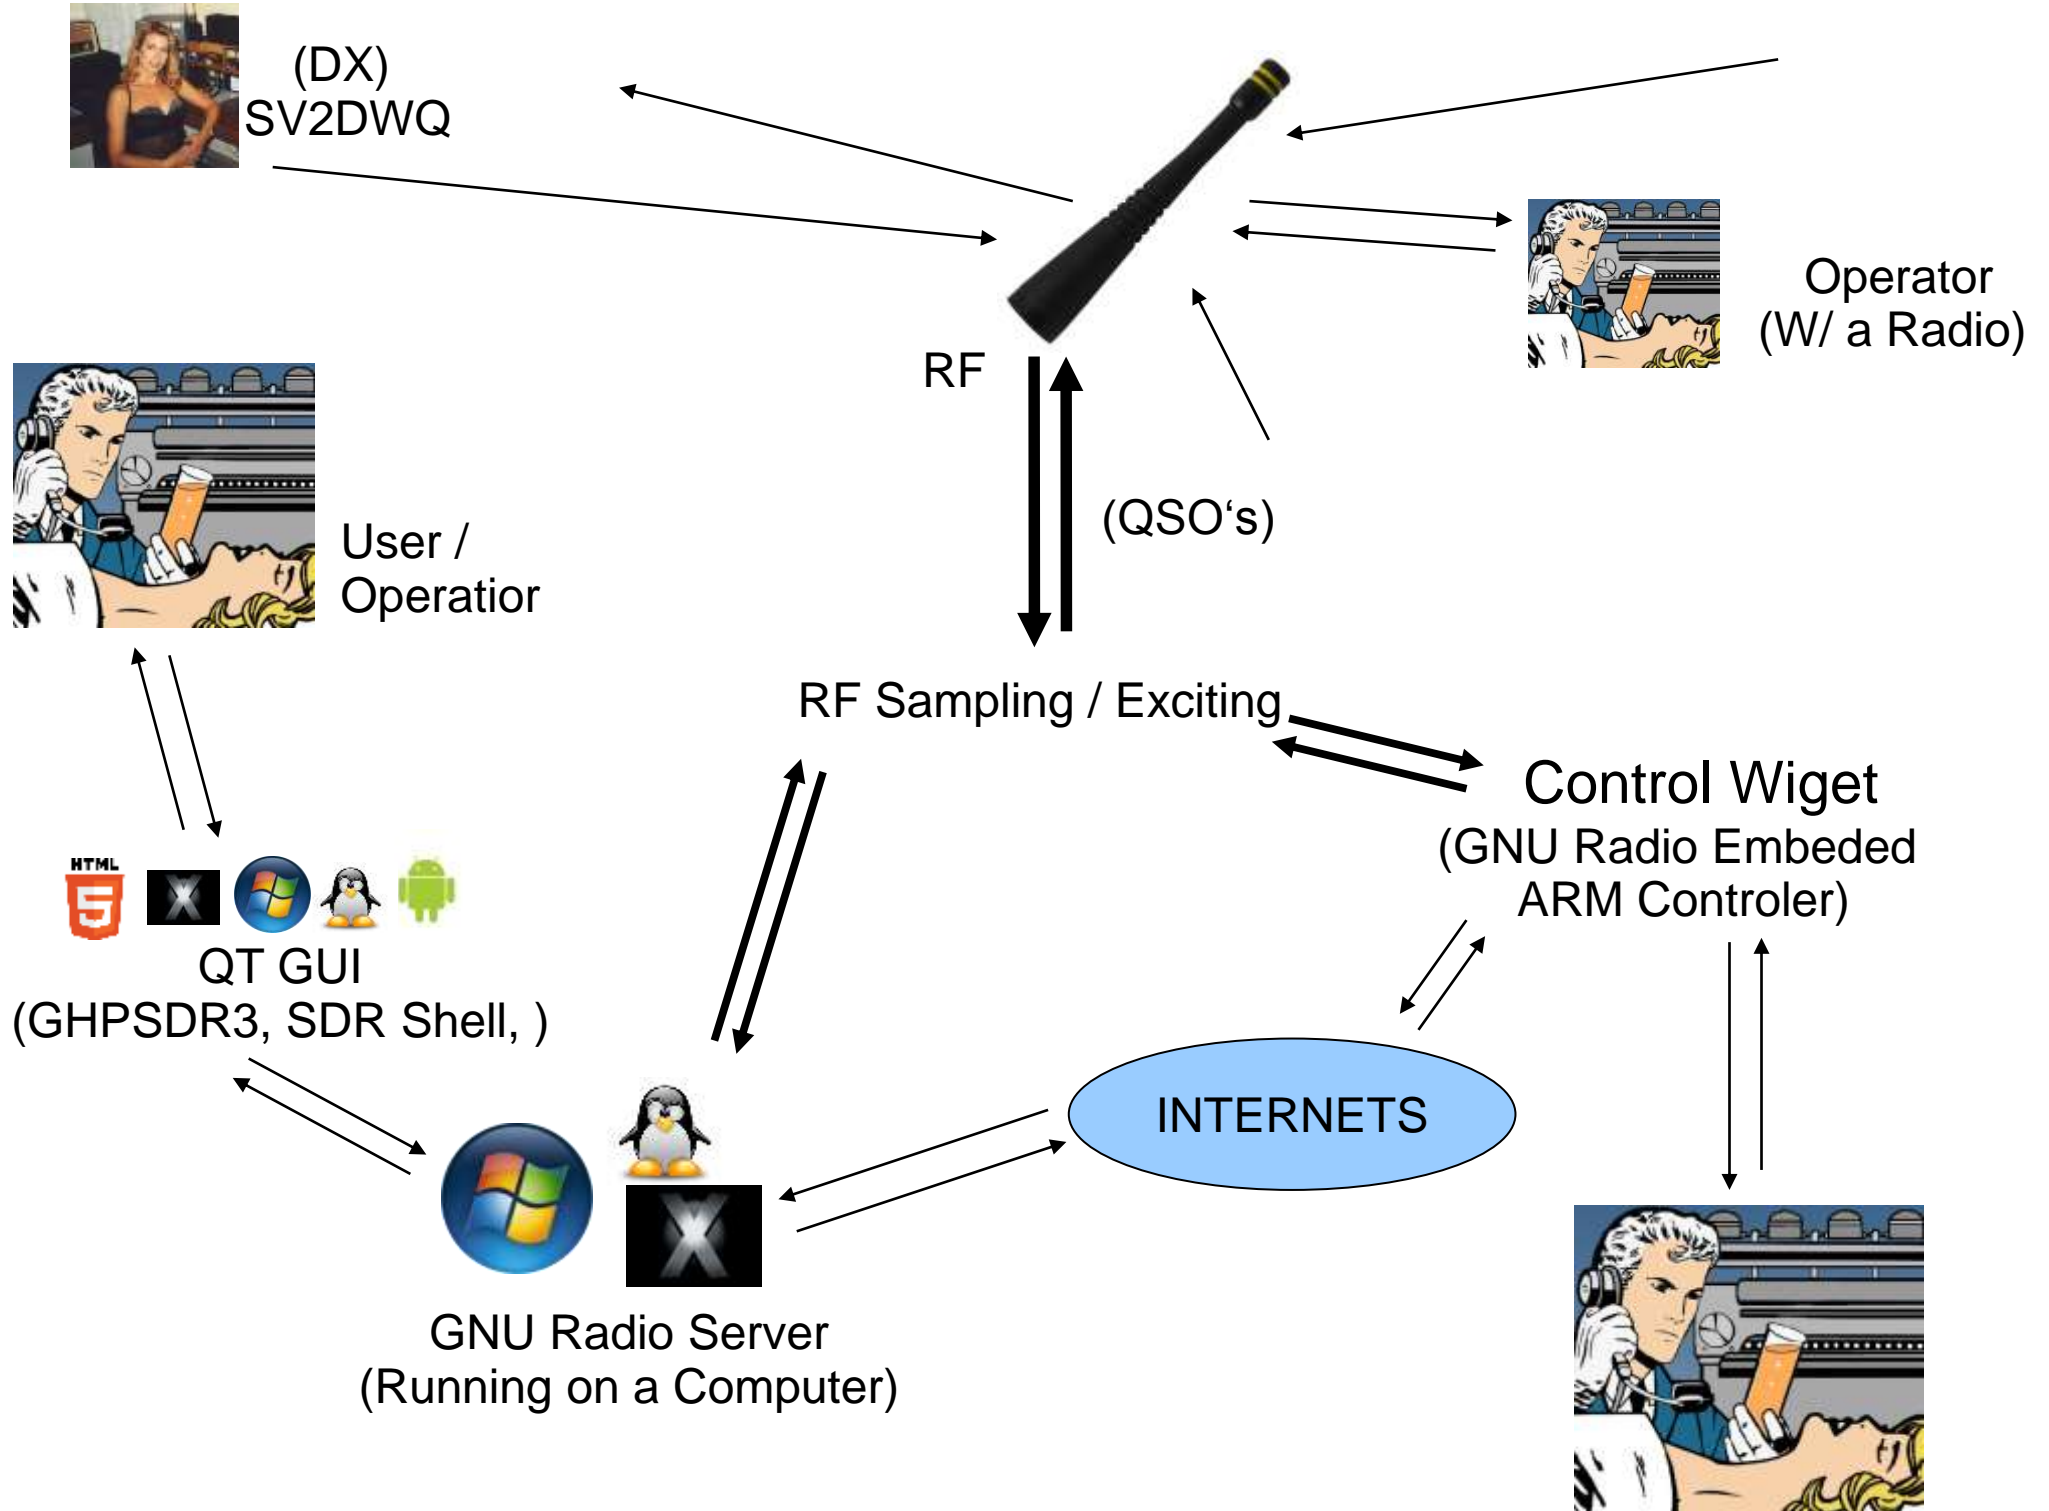 (DX)
SV2DWQ
Operator
(W/ a Radio)
RF
User /
Operatior
(QSO‘s)
RF Sampling / Exciting
Control Wiget
(GNU Radio Embeded
ARM Controler)
HTML
5
QT GUI
(GHPSDR3, SDR Shell, )
INTERNETS
X
GNU Radio Server
(Running on a Computer)